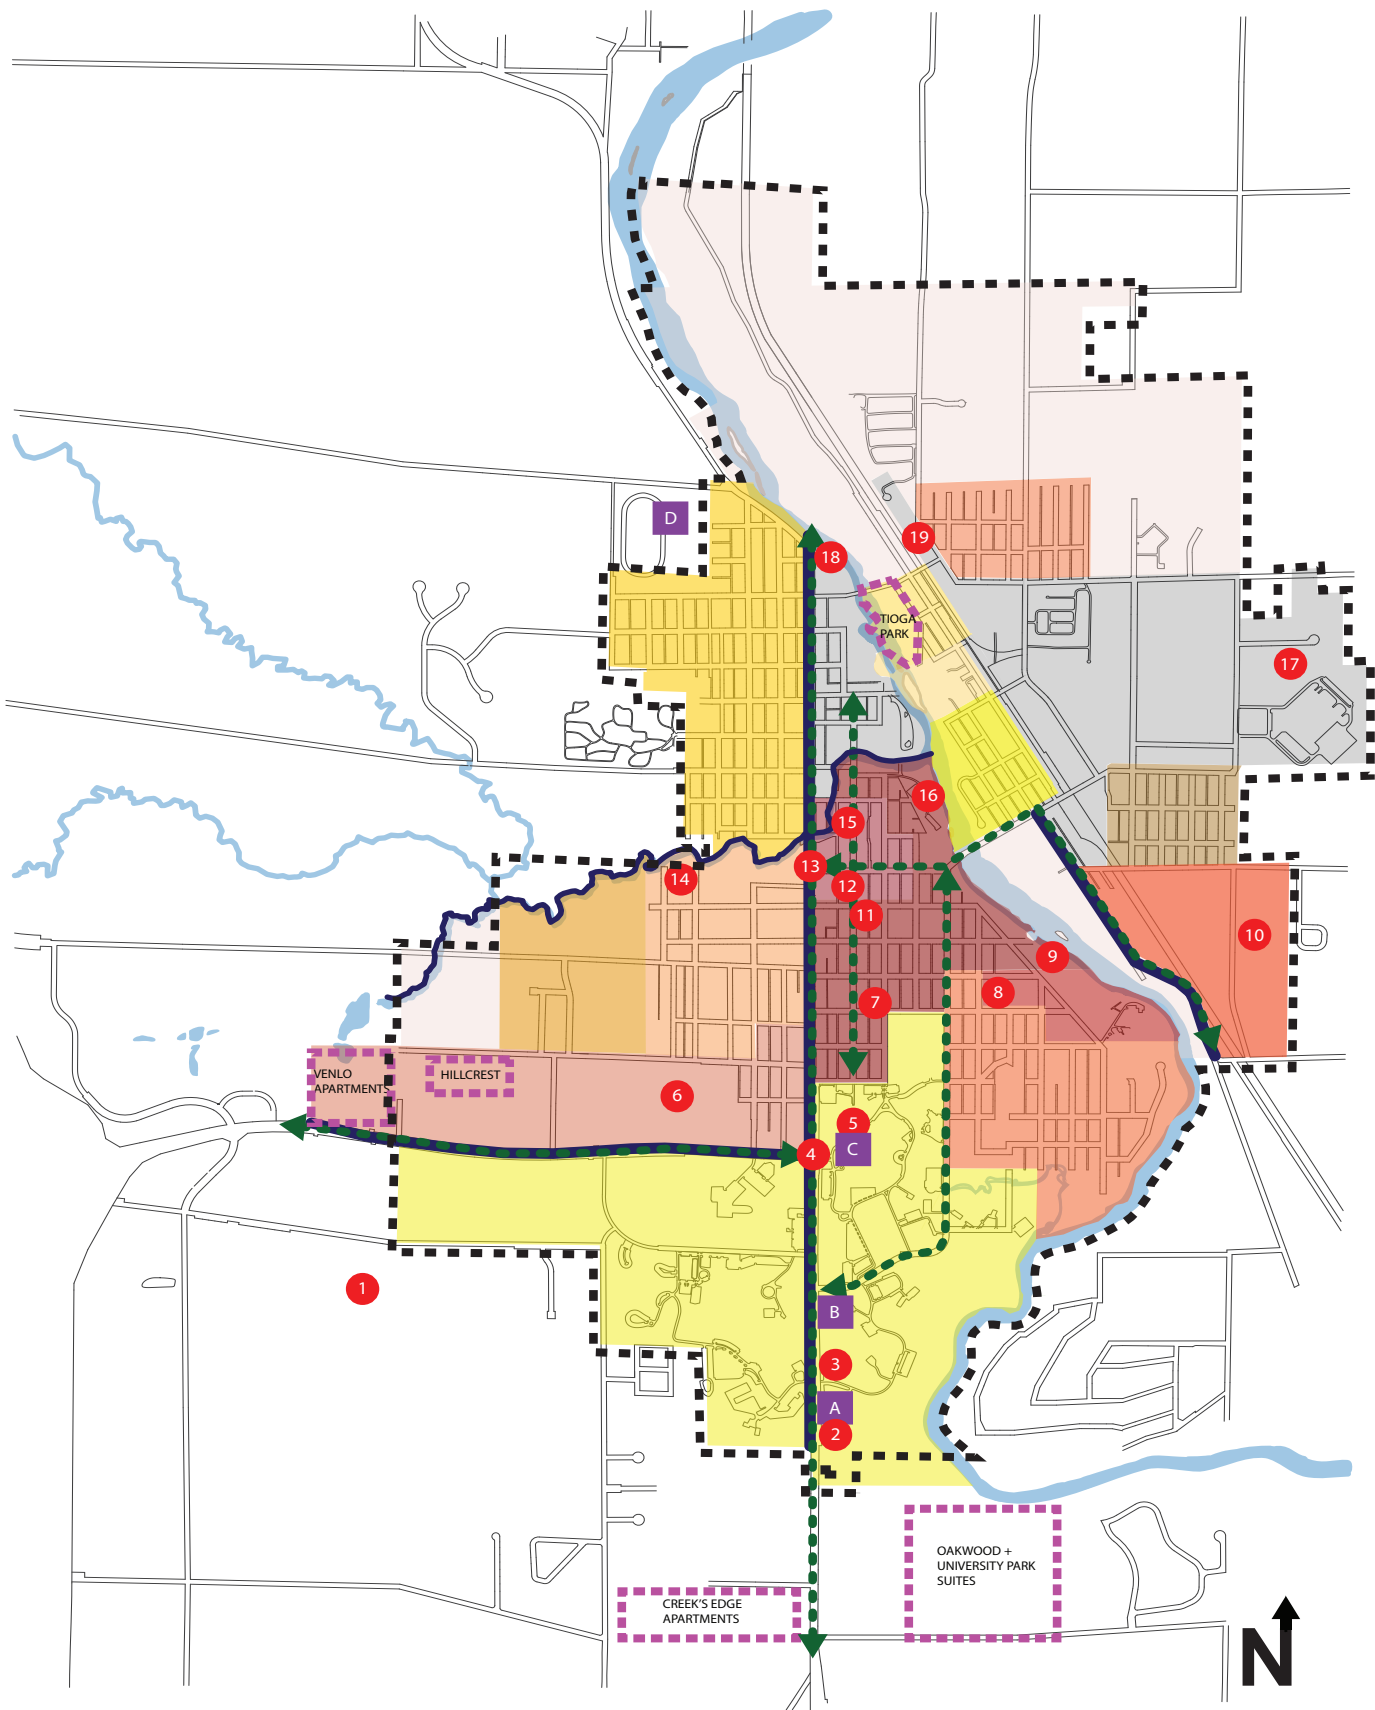 D
18
19
TIOGA
PARK
17
16
15
13
14
12
11
10
9
8
7
VENLO
APARTMENTS
HILLCREST
6
5
C
4
1
B
3
A
2
OAKWOOD +
UNIVERSITY PARK
SUITES
CREEK'S EDGE
APARTMENTS
N